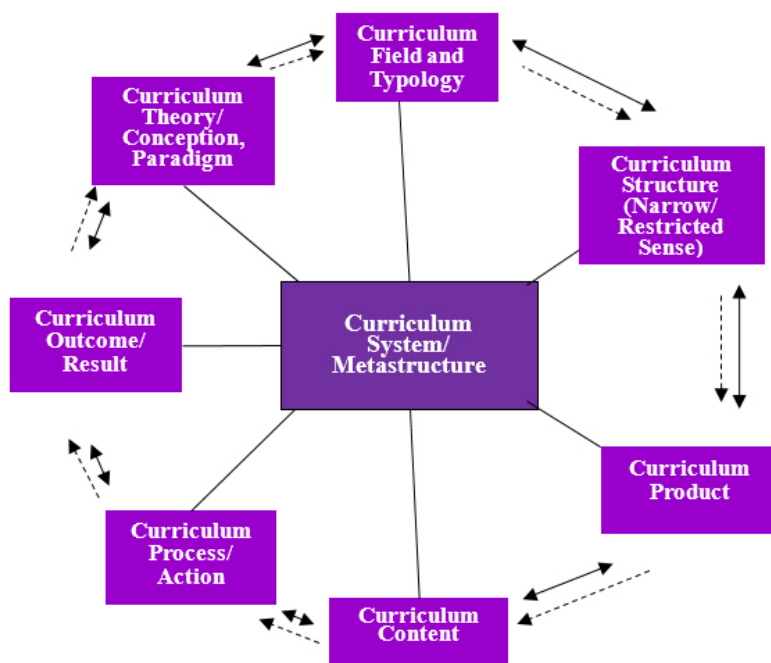 Curriculum
Field and
Typology
Curriculum
Theory/
Conception,
Paradigm
Curriculum
Structure
(Narrow/
Restricted
Sense)
Curriculum
Outcome/
Result
Curriculum
System/
Metastructure
Curriculum
Product
Curriculum
Process/
Action
Curriculum
Content